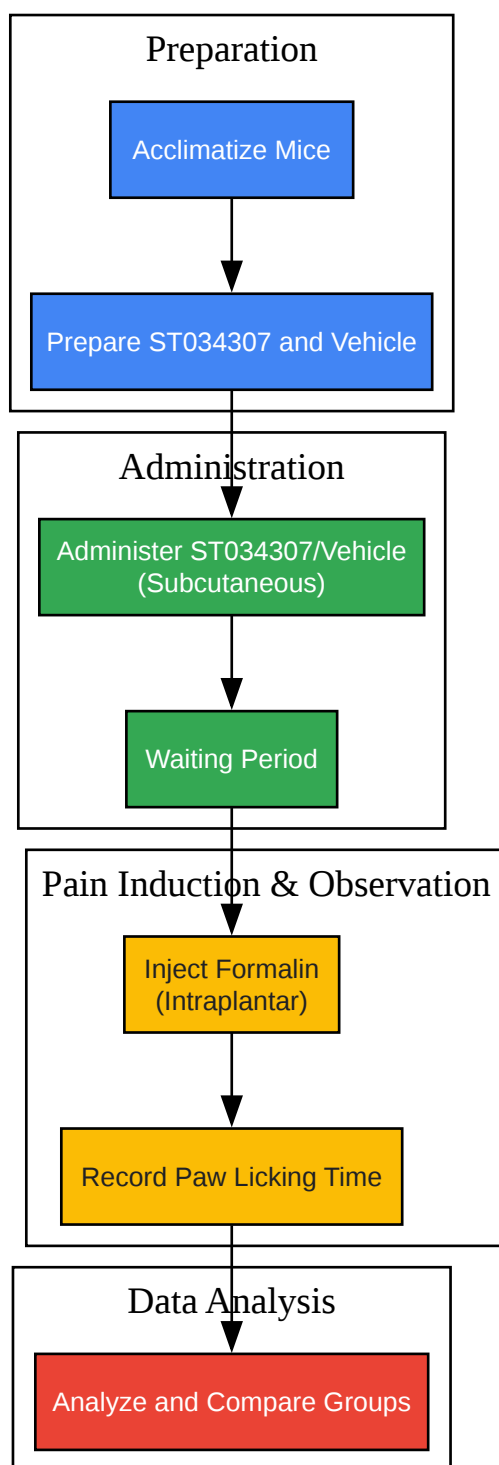 Preparation
Acclimatize Mice
Prepare ST034307 and Vehicle
Administration
Administer ST034307/Vehicle
(Subcutaneous)
Waiting Period
Pain Induction & Observation
Inject Formalin
(Intraplantar)
Record Paw Licking Time
Data Analysis
Analyze and Compare Groups